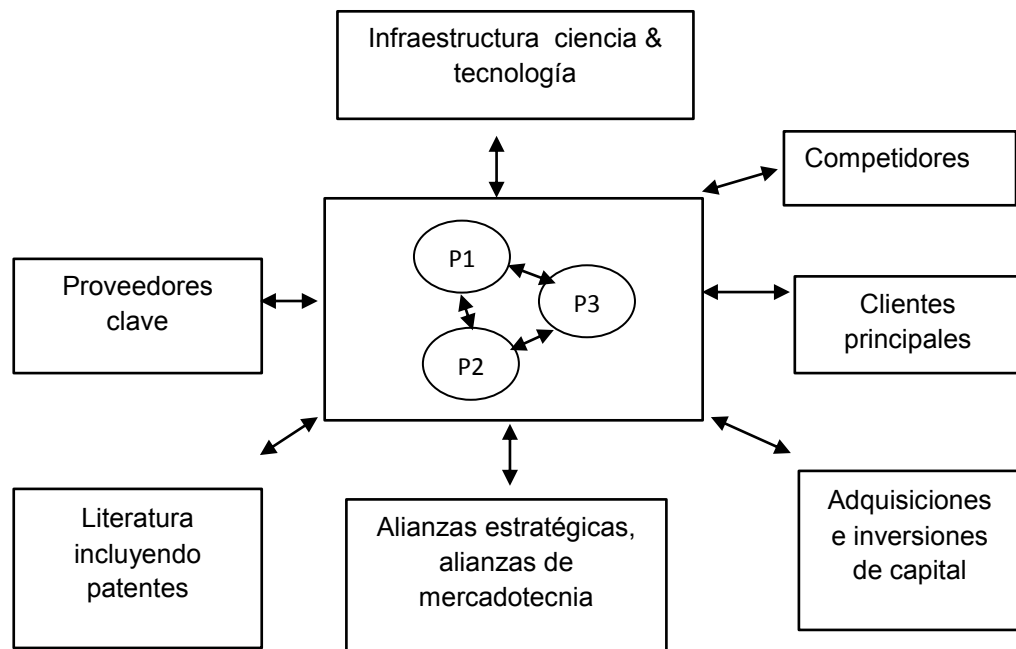 Infraestructura ciencia &
tecnología
Competidores
P1
P3
P2
Proveedores
clave
Clientes
principales
Literatura
incluyendo
patentes
Alianzas estratégicas,
alianzas de
mercadotecnia
Adquisiciones
e inversiones
de capital